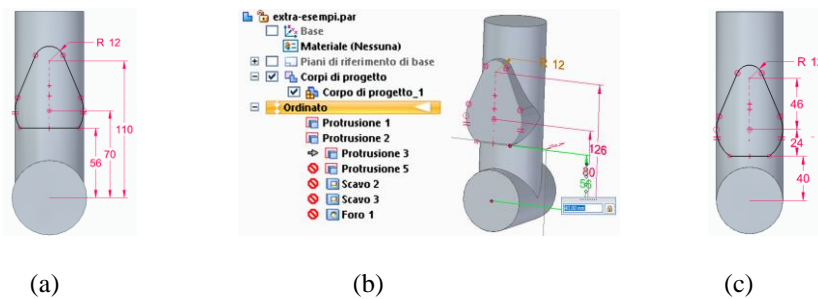 R 12
110
70
56
(a)
extra-esempi.par
Base
Materiale (Nessuna)
Piani di riferimento di base
Corpi di progetto
Corpo di progetto_1
Ordinato
Protrusione 1
Protrusione 2
Protrusione 3
Protrusione 5
Scavo 2
Scavo 3
Foro 1
R 12
126
80
(b)
R 12
46
24
40
(c)